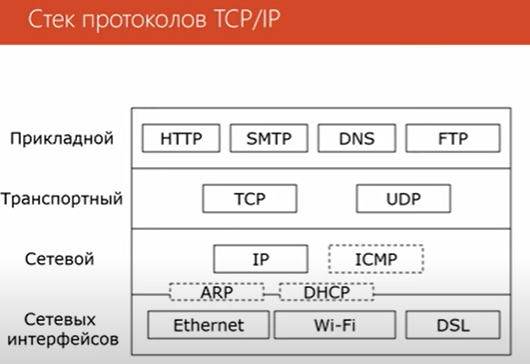 Стек протоколов TCP/IP
Прикладной HTTP SMTP DNS FTP
Транспортный TCP UDP
Сетевой IP ICMP
ARP DHCP
Сетевых
интерфейсов Ethernet Wi-Fi DSL